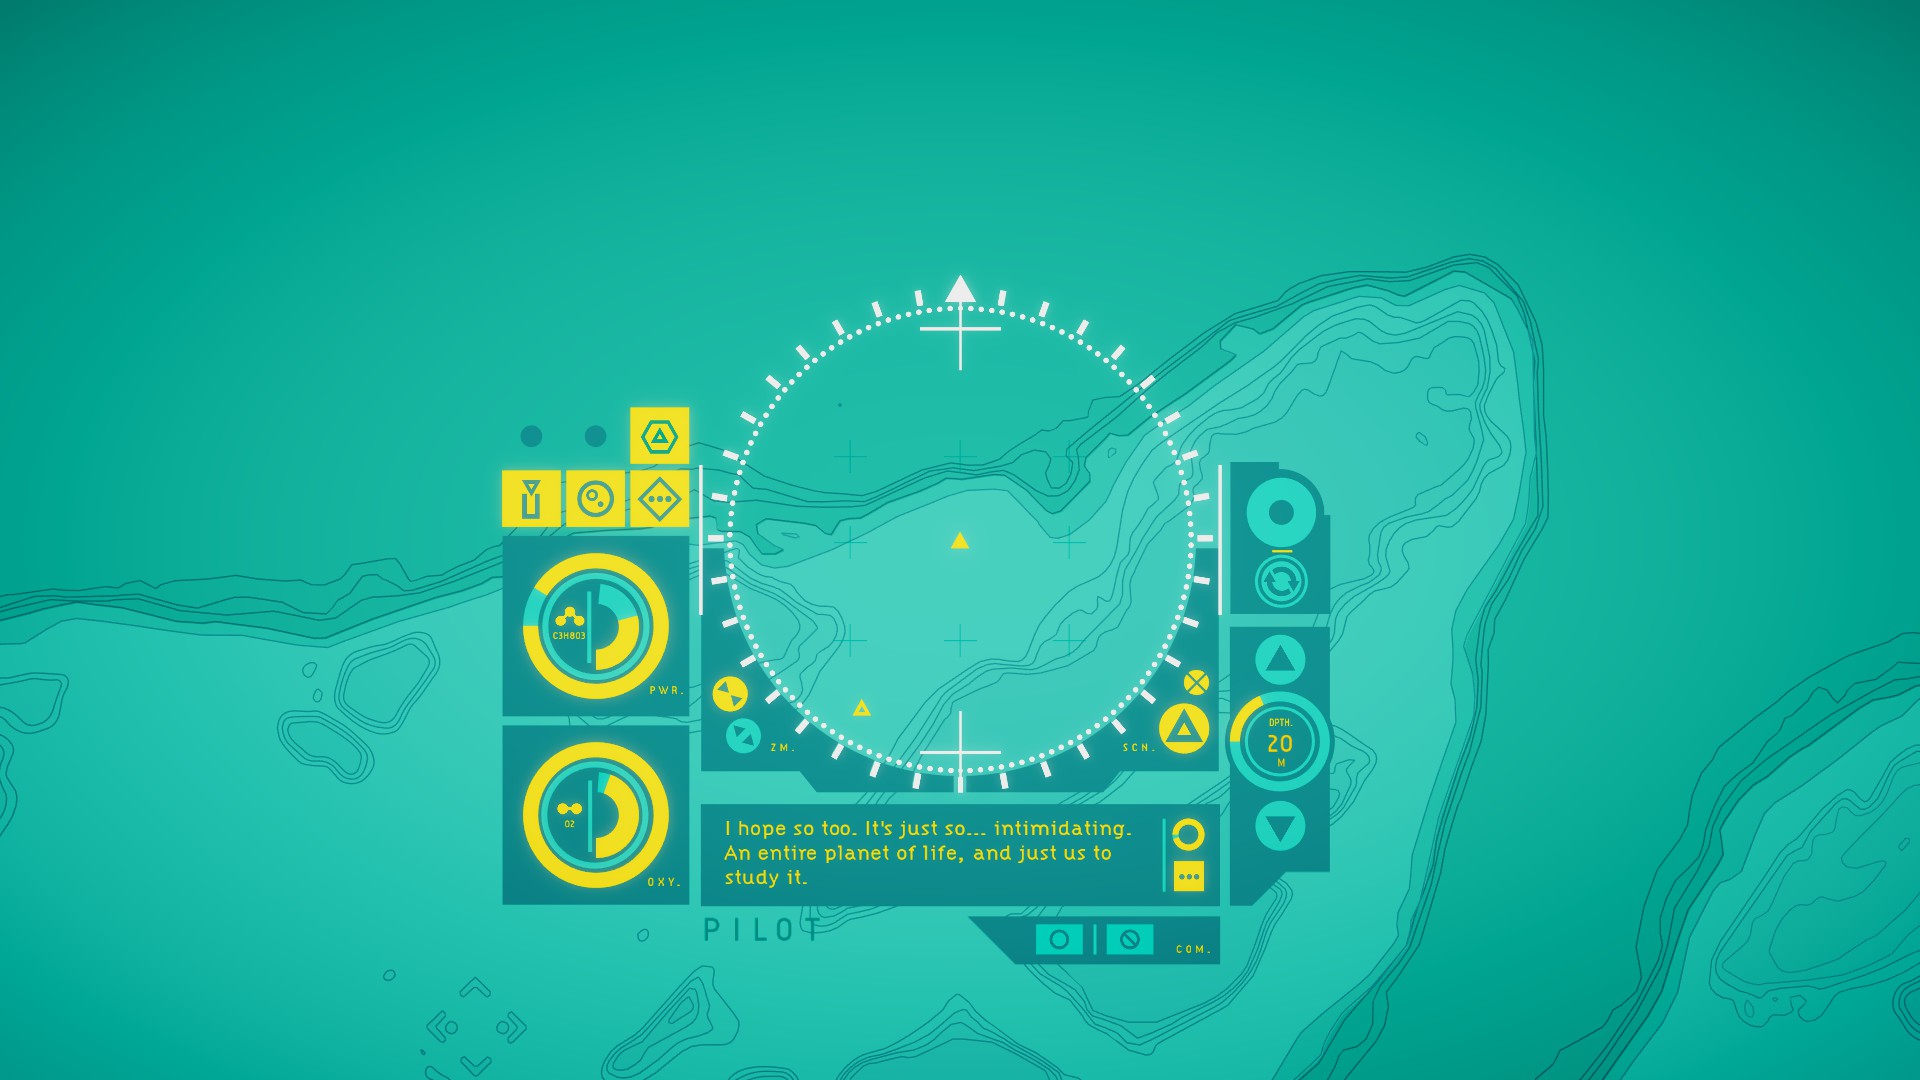 C3H8O3
PWR.
O2
OXY.
ZM.
SCN.
DPTH.
20
M
I hope so too. It's just so... intimidating.
An entire planet of life, and just us to
study it.
PILOT
COM.